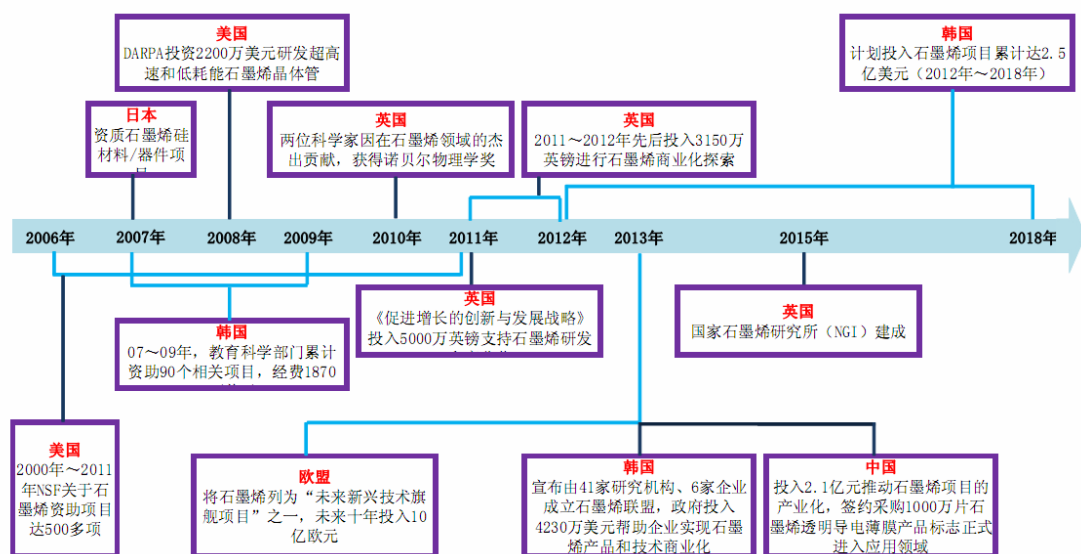 美国
DARPA投资2200万美元研发超高
速和低耗能石墨烯晶体管
韩国
计划投入石墨烯项目累计达2.5
亿美元（2012年～2018年）
日本
资质石墨烯硅
材料/器件项
英国
两位科学家因在石墨烯领域的杰
出贡献，获得诺贝尔物理学奖
英国
2011～2012年先后投入3150万
英镑进行石墨烯商业化探索
2006年
2007年
2008年
2009年
2010年
2011年
2012年
2013年
2015年
2018年
韩国
07～09年，教育科学部门累计
资助90个相关项目，经费1870
英国
《促进增长的创新与发展战略》
投入5000万英镑支持石墨烯研发
英国
国家石墨烯研究所（NGI）建成
美国
2000年～2011
年NSF关于石
墨烯资助项目
达500多项
欧盟
将石墨烯列为“未来新兴技术旗
舰项目”之一，未来十年投入10
亿欧元
韩国
宣布由41家研究机构、6家企业
成立石墨烯联盟，政府投入
4230万美元帮助企业实现石墨
烯产品和技术商业化
中国
投入2.1亿元推动石墨烯项目的
产业化，签约采购1000万片石
墨烯透明导电薄膜产品标志正式
进入应用领域